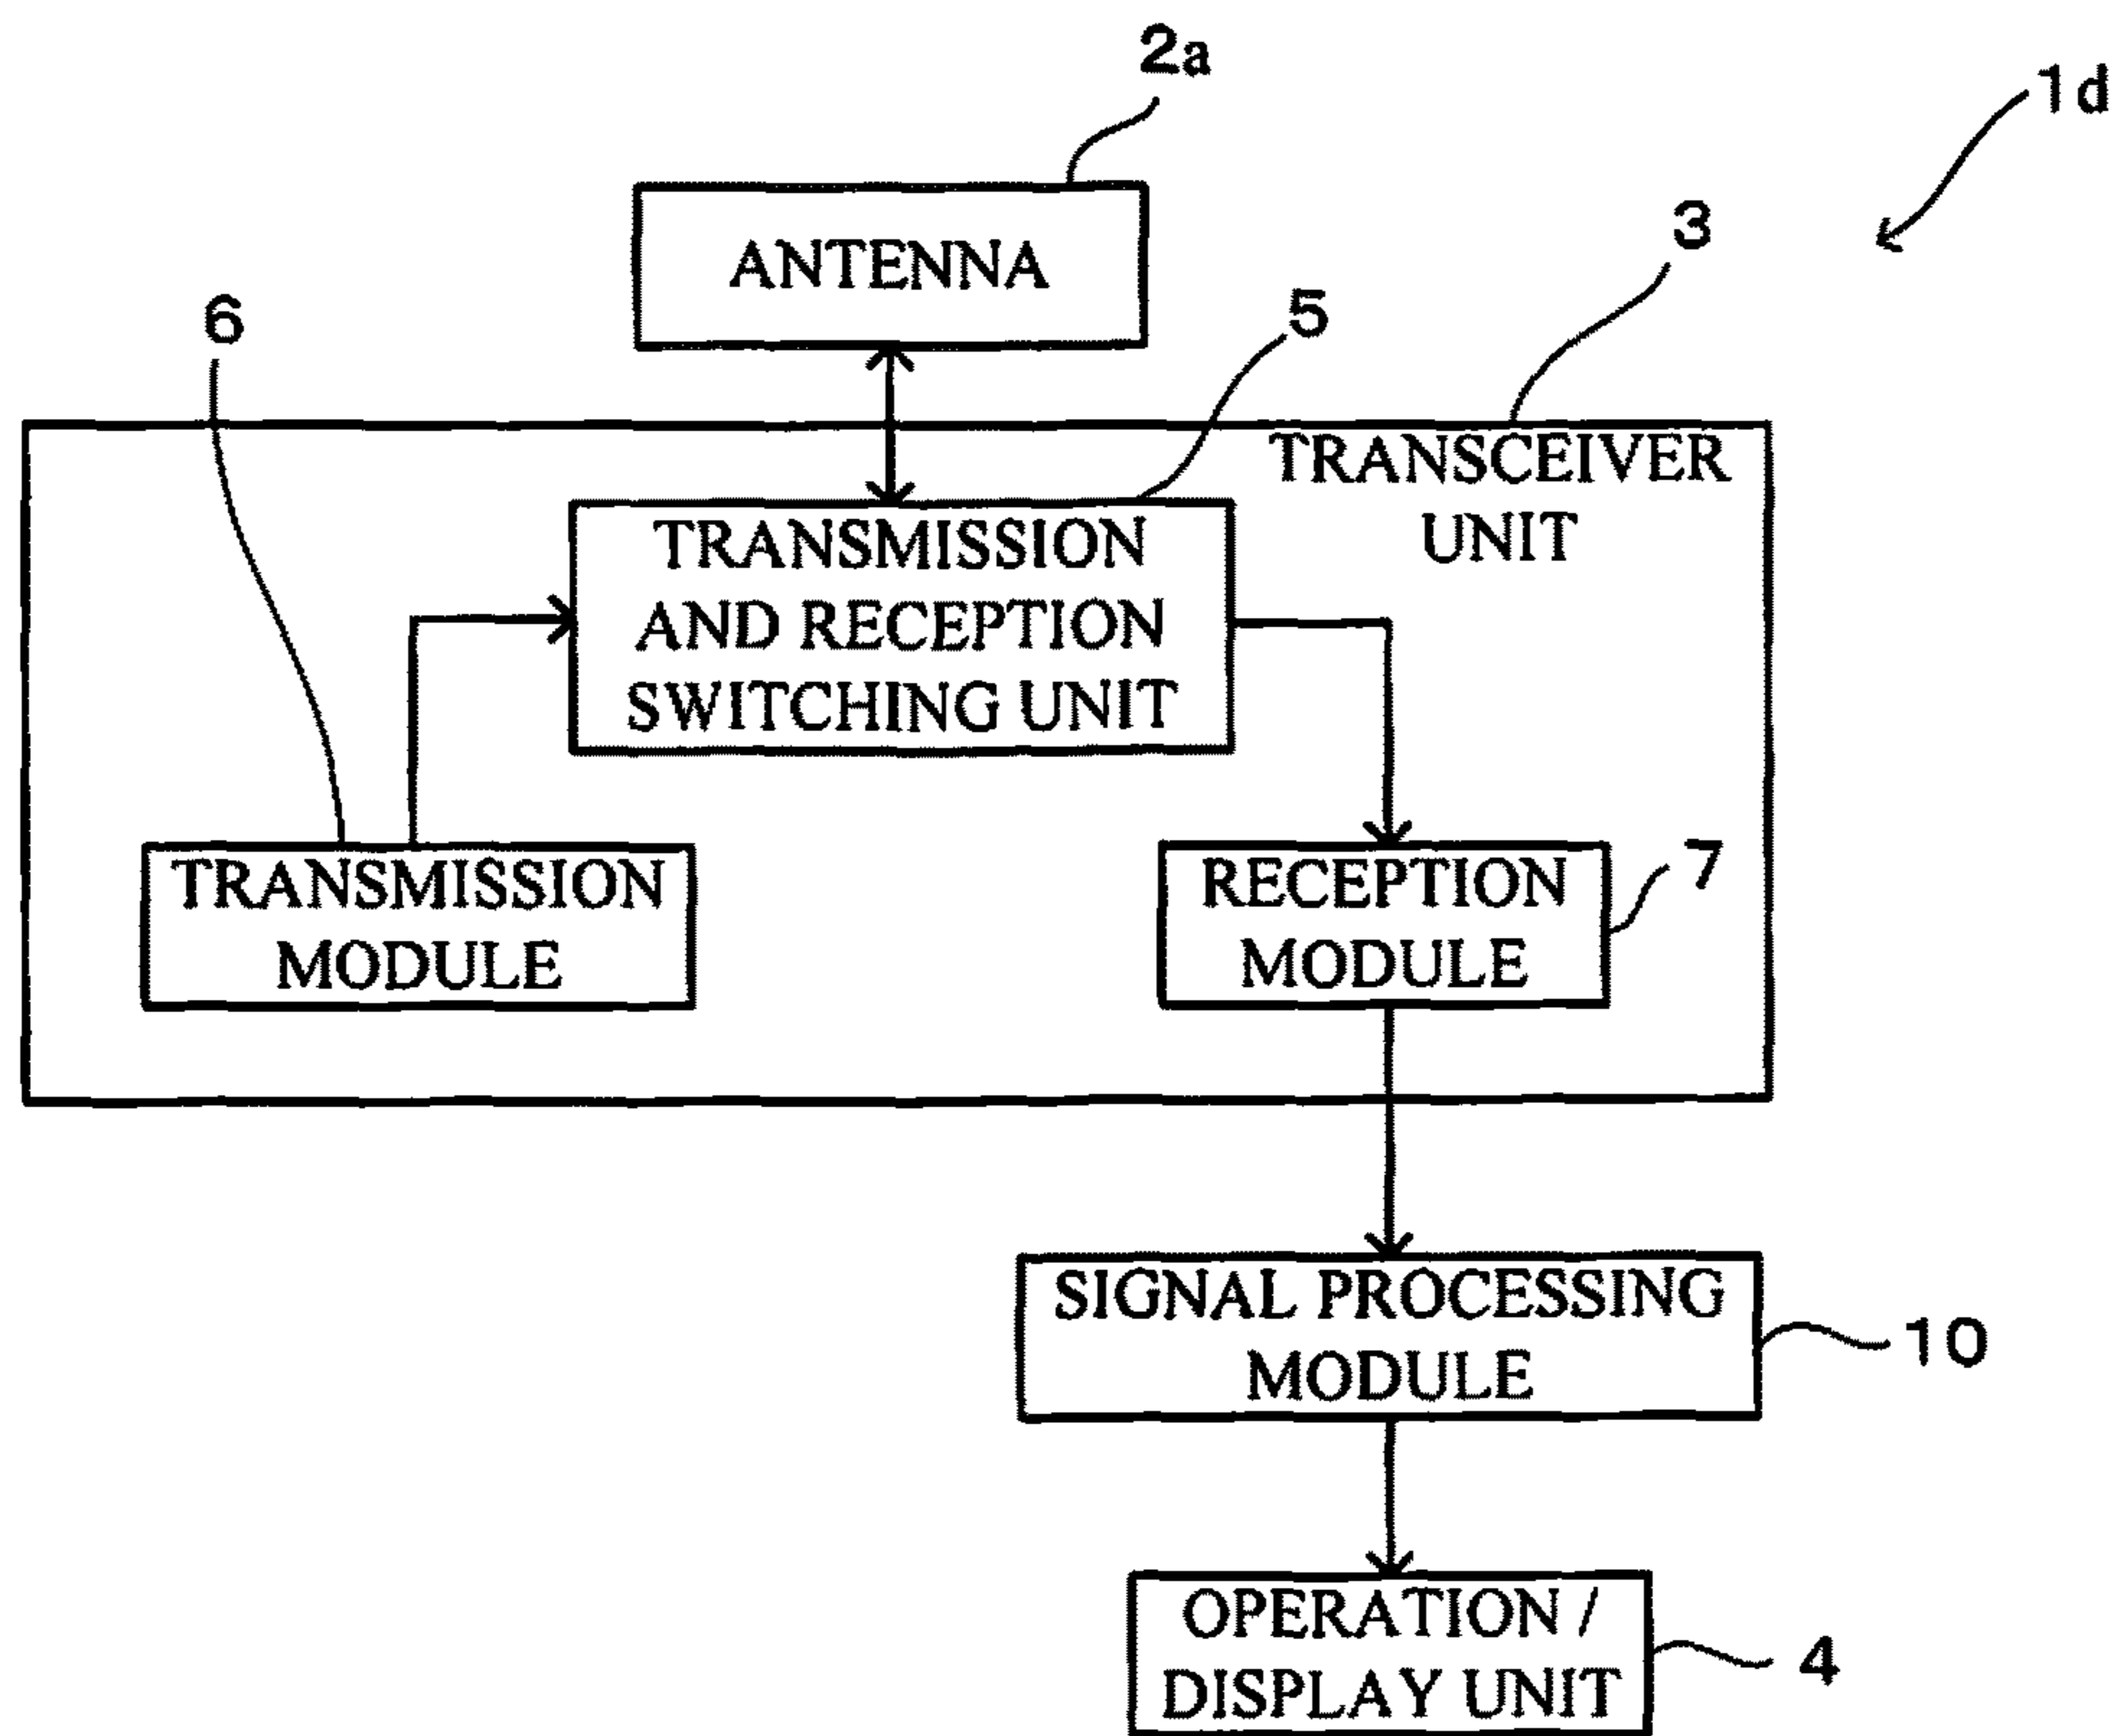 2a
1d
ANTENNA
3
5
6
TRANSCEIVER
UNIT
TRANSMISSION
AND RECEPTION
SWITCHING UNIT
TRANSMISSION
MODULE
RECEPTION
MODULE
7
SIGNAL PROCESSING
MODULE
10
OPERATION /
DISPLAY UNIT
4